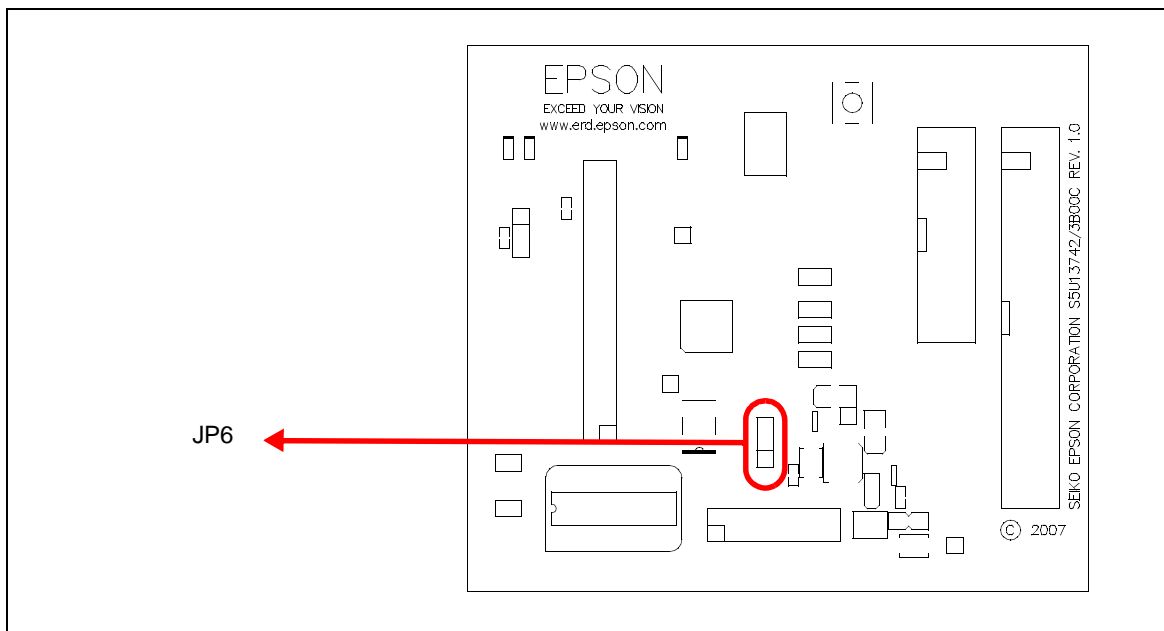 EPSON
EXCEED YOUR VISION
www.erd.epson.com
SEIKO EPSON CORPORATION S5U13742/3B00C REV. 1.0
JP6
© 2007